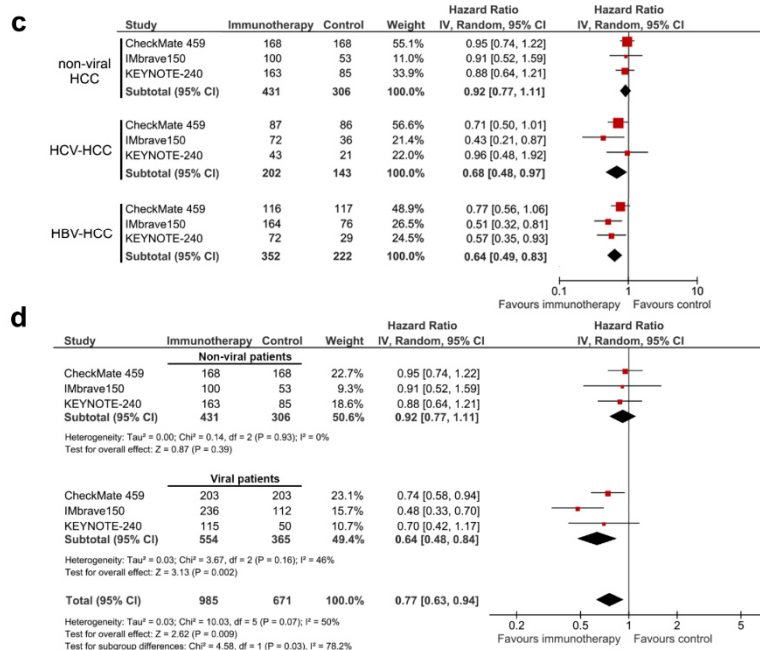 c
Hazard Ratio Hazard Ratio
Study Immunotherapy Control Weight IV, Random, 95% CI IV, Random, 95% CI
non-viral HCC
CheckMate 459 168 168 55.1% 0.95 [0.74, 1.22]
IMbrave150 100 53 11.0% 0.91 [0.52, 1.59]
KEYNOTE-240 163 85 33.9% 0.88 [0.64, 1.21]
Subtotal (95% CI) 431 306 100.0% 0.92 [0.77, 1.11]
HCV-HCC
CheckMate 459 87 86 56.6% 0.71 [0.50, 1.01]
IMbrave150 72 36 21.4% 0.43 [0.21, 0.87]
KEYNOTE-240 43 21 22.0% 0.96 [0.48, 1.92]
Subtotal (95% CI) 202 143 100.0% 0.68 [0.48, 0.97]
HBV-HCC
CheckMate 459 116 117 48.9% 0.77 [0.56, 1.06]
IMbrave150 164 76 26.5% 0.51 [0.32, 0.81]
KEYNOTE-240 72 29 24.5% 0.57 [0.35, 0.93]
Subtotal (95% CI) 352 222 100.0% 0.64 [0.49, 0.83]
0.1 1 10
Favours immunotherapy Favours control
d
Hazard Ratio Hazard Ratio
Study Immunotherapy Control Weight IV, Random, 95% CI IV, Random, 95% CI
Non-viral patients
CheckMate 459 168 168 22.7% 0.95 [0.74, 1.22]
IMbrave150 100 53 9.3% 0.91 [0.52, 1.59]
KEYNOTE-240 163 85 18.6% 0.88 [0.64, 1.21]
Subtotal (95% CI) 431 306 50.6% 0.92 [0.77, 1.11]
Heterogeneity: Tau² = 0.00; Chi² = 0.14, df = 2 (P = 0.93); I² = 0%
Test for overall effect: Z = 0.87 (P = 0.39)
Viral patients
CheckMate 459 203 203 23.1% 0.74 [0.58, 0.94]
IMbrave150 236 112 15.7% 0.48 [0.33, 0.70]
KEYNOTE-240 115 50 10.7% 0.70 [0.42, 1.17]
Subtotal (95% CI) 554 365 49.4% 0.64 [0.48, 0.84]
Heterogeneity: Tau² = 0.03; Chi² = 3.67, df = 2 (P = 0.16); I² = 46%
Test for overall effect: Z = 3.13 (P = 0.002)
Total (95% CI) 985 671 100.0% 0.77 [0.63, 0.94]
Heterogeneity: Tau² = 0.03; Chi² = 10.03, df = 5 (P = 0.07); I² = 50%
Test for overall effect: Z = 2.62 (P = 0.009)
Test for subgroup differences: Chi² = 4.58, df = 1 (P = 0.03), I² = 78.2%
0.2 0.5 1 2 5
Favours immunotherapy Favours control